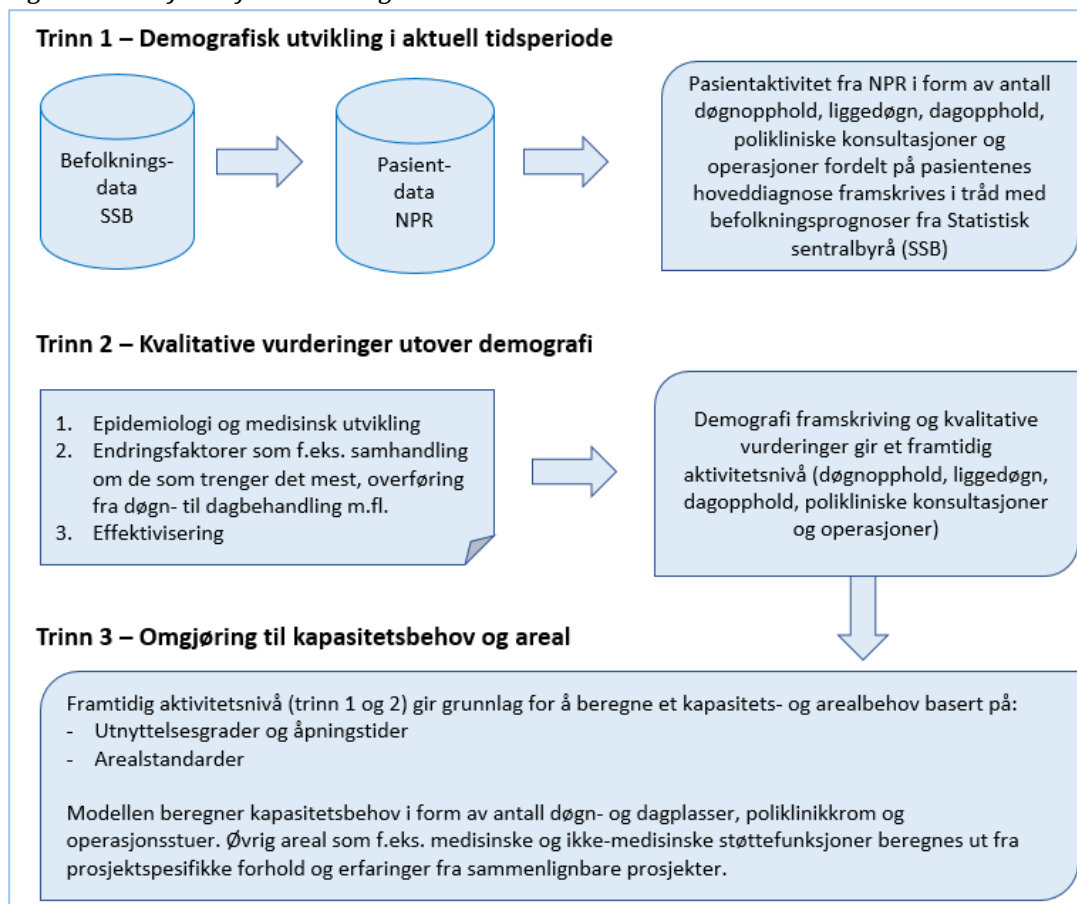 Trinn 1 – Demografisk utvikling i aktuell tidsperiode
Befolknings-
data
SSB
Pasient-
data
NPR
Pasientaktivitet fra NPR i form av antall
døgnopphold, liggedøgn, dagopphold,
polikliniske konsultasjoner og
operasjoner fordelt på pasientenes
hoveddiagnose framskrives i tråd med
befolkningsprognoser fra Statistisk
sentralbyrå (SSB)
Trinn 2 – Kvalitative vurderinger utover demografi
1. Epidemiologi og medisinsk utvikling
2. Endringsfaktorer som f.eks. samhandling
om de som trenger det mest, overføring
fra døgn- til dagbehandling m.fl.
3. Effektivisering
Demografi framskriving og kvalitative
vurderinger gir et framtidig
aktivitetsnivå (døgnopphold, liggedøgn,
dagopphold, polikliniske konsultasjoner
og operasjoner)
Trinn 3 – Omgjøring til kapasitetsbehov og areal
Framtidig aktivitetsnivå (trinn 1 og 2) gir grunnlag for å beregne et kapasitets- og arealbehov basert på:
- Utnyttelsesgrader og åpningstider
- Arealstandarder
Modellen beregner kapasitetsbehov i form av antall døgn- og dagplasser, poliklinikkrom og
operasjonsstuer. Øvrig areal som f.eks. medisinske og ikke-medisinske støttefunksjoner beregnes ut fra
prosjektspesifikke forhold og erfaringer fra sammenlignbare prosjekter.